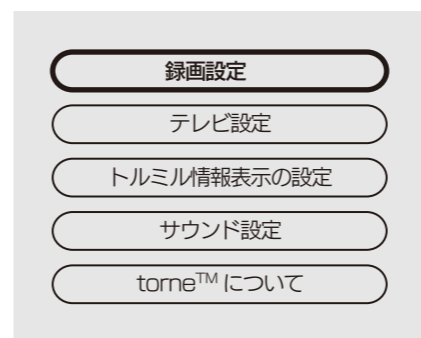 録画設定
テレビ設定
トルミル情報表示の設定
サウンド設定
torne™ について